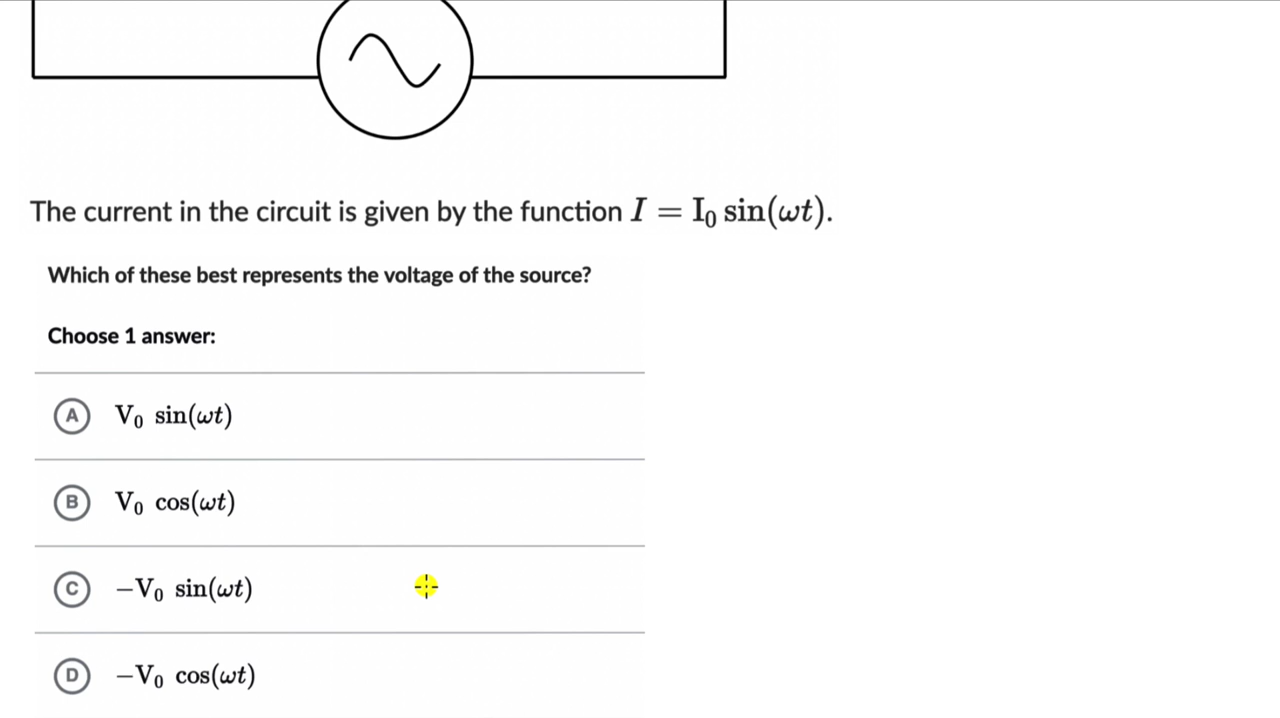 The current in the circuit is given by the function I = I₀ sin(ωt).
Which of these best represents the voltage of the source?
Choose 1 answer:
A V₀ sin(ωt)
B V₀ cos(ωt)
C −V₀ sin(ωt)
D −V₀ cos(ωt)